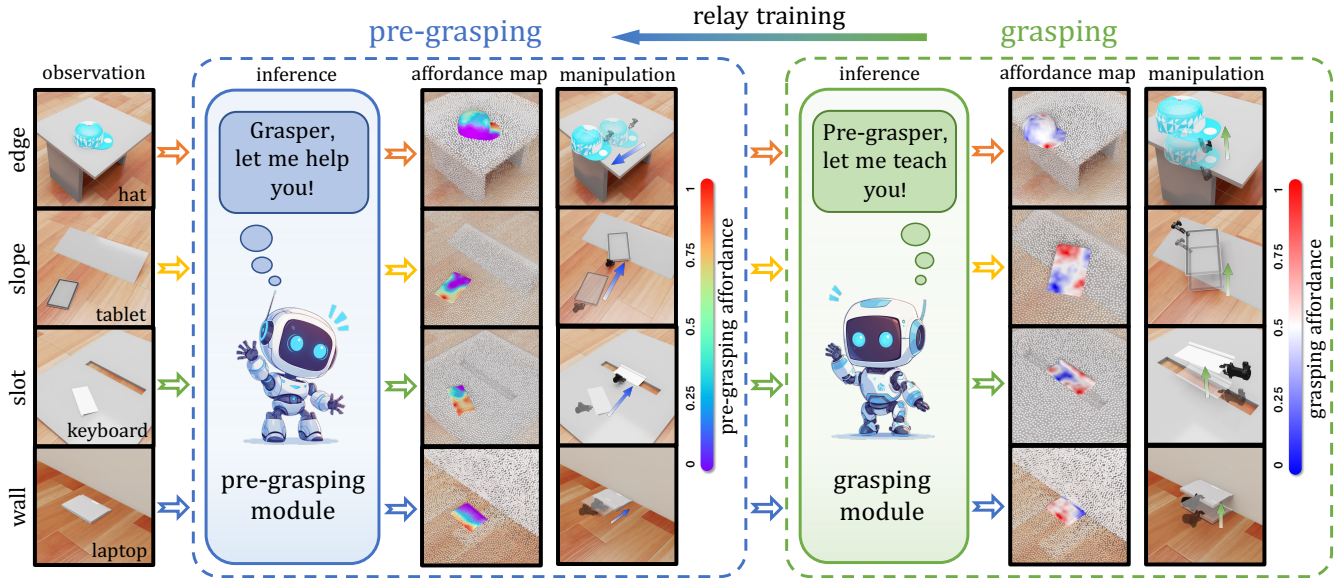 relay training
pre-grasping
grasping
observation
inference
affordance map
manipulation
inference
affordance map
manipulation
edge
hat
slope
tablet
slot
keyboard
wall
laptop
Grasper,
let me help
you!
pre-grasping
module
1
0.75
0.5
0.25
0
pre-grasping affordance
Pre-grasper,
let me teach
you!
grasping
module
1
0.75
0.5
0.25
0
grasping affordance